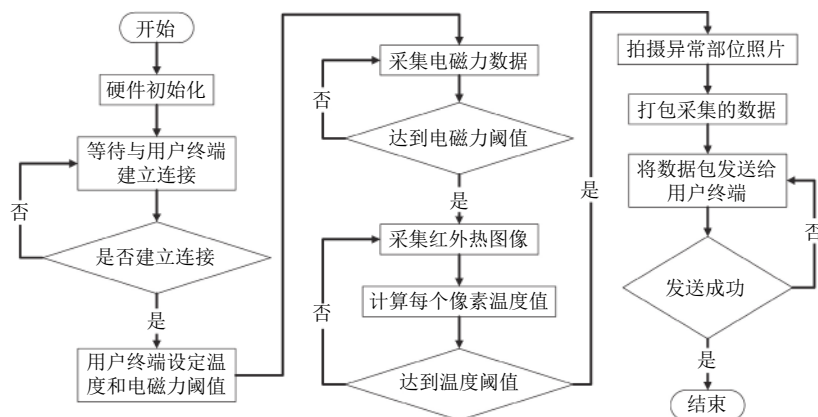 开始
硬件初始化
等待与用户终端
建立连接
否
是否建立连接
是
用户终端设定温
度和电磁力阈值
采集电磁力数据
否
达到电磁力阈值
是
采集红外热图像
计算每个像素温度值
否
达到温度阈值
是
拍摄异常部位照片
打包采集的数据
将数据包发送给
用户终端
否
发送成功
是
结束